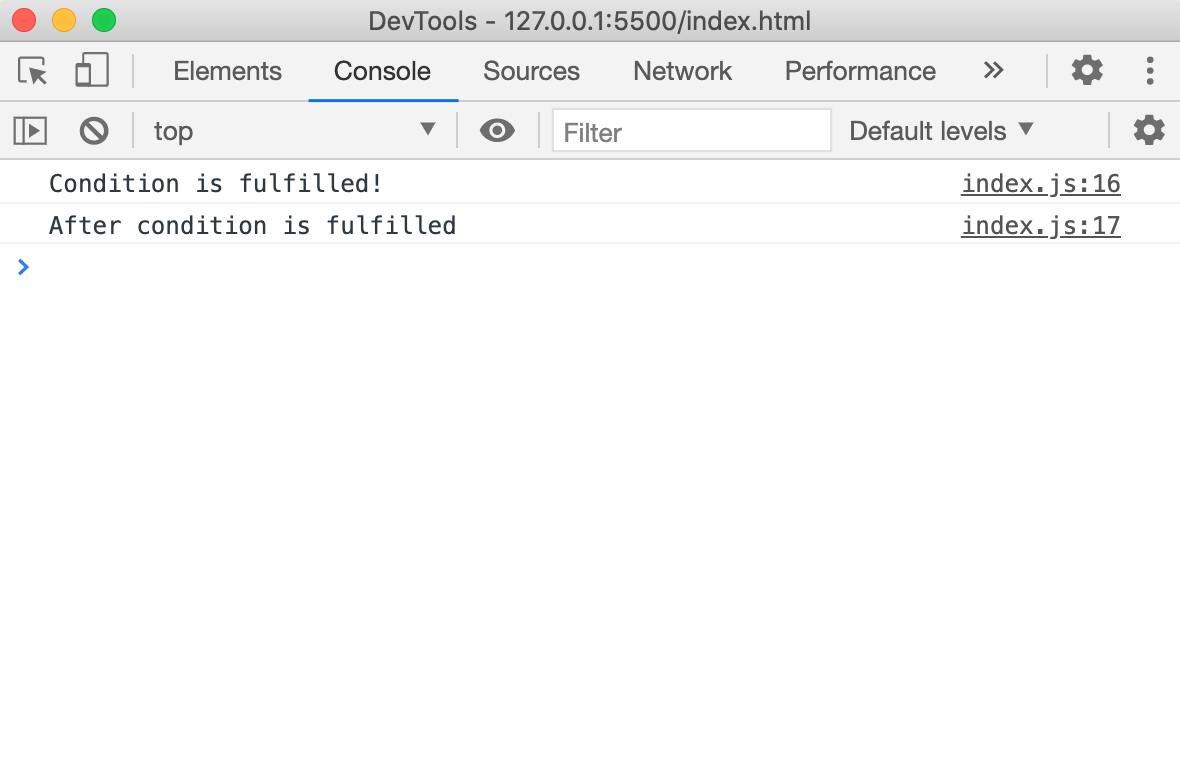 DevTools - 127.0.0.1:5500/index.html
Elements Console Sources Network Performance
top Filter Default levels
Condition is fulfilled! index.js:16
After condition is fulfilled index.js:17